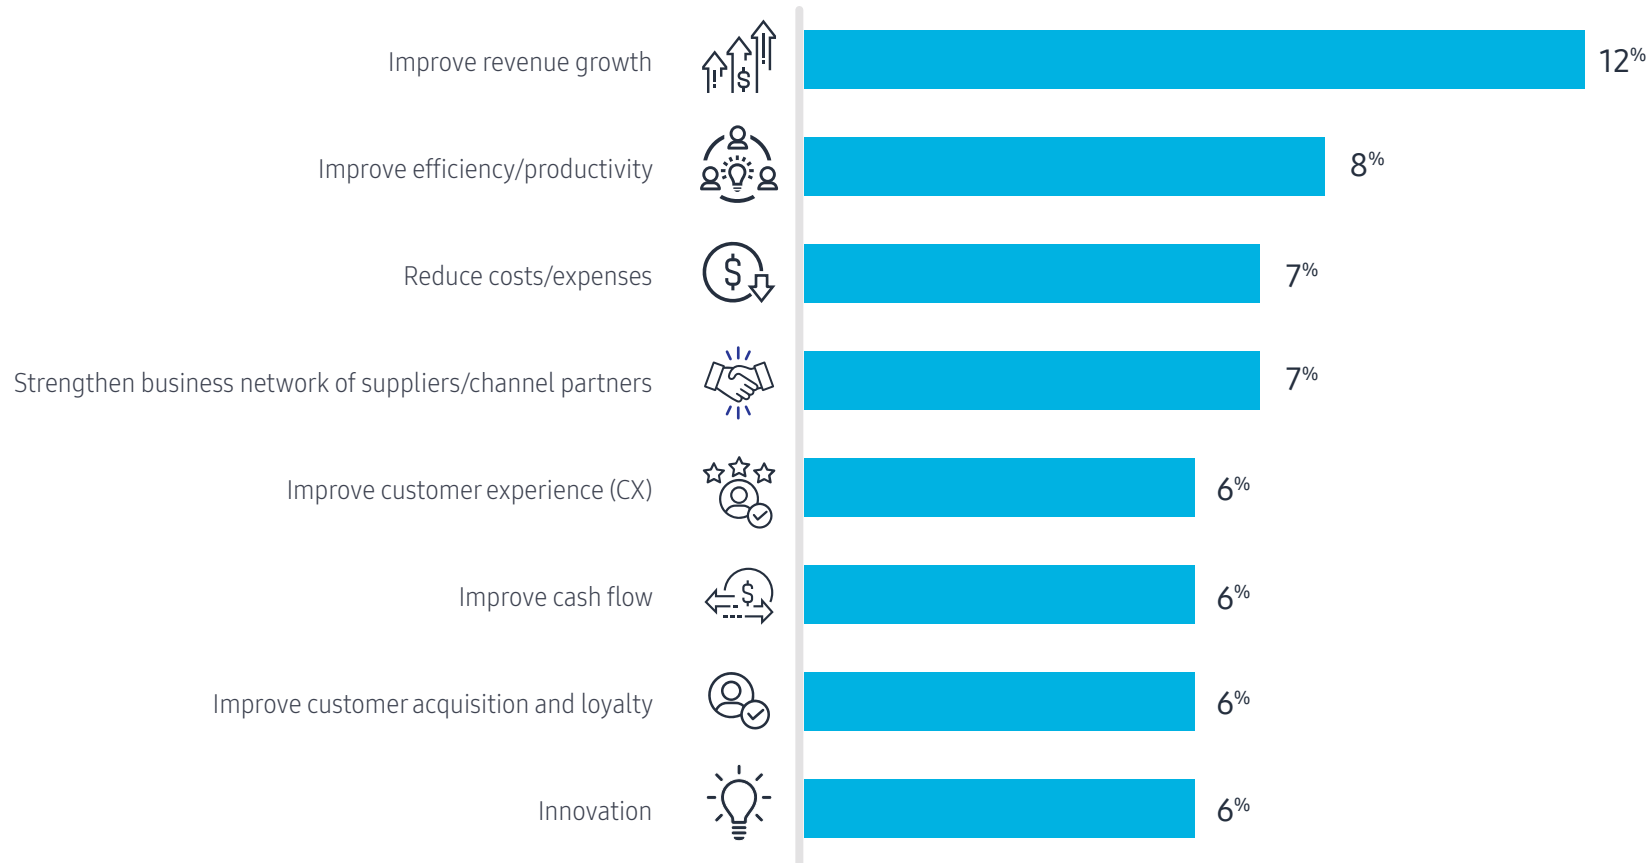 Improve revenue growth 12%
Improve efficiency/productivity 8%
Reduce costs/expenses 7%
Strengthen business network of suppliers/channel partners 7%
Improve customer experience (CX) 6%
Improve cash flow 6%
Improve customer acquisition and loyalty 6%
Innovation 6%